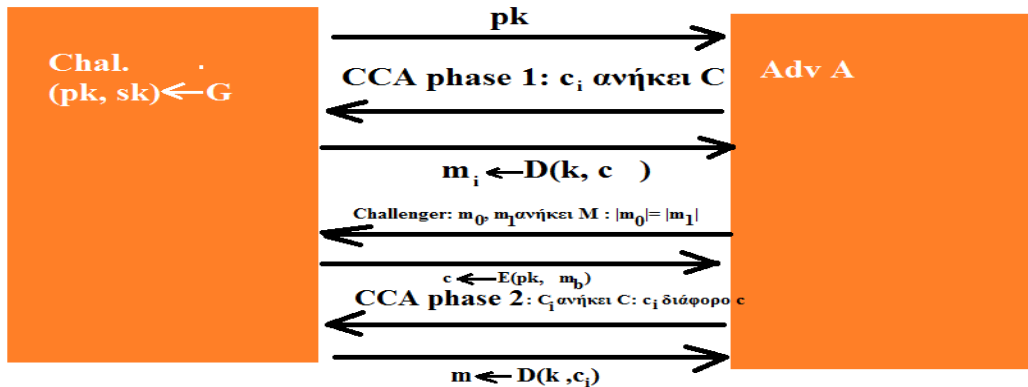 Chal. .
(pk, sk)←G
pk
CCA phase 1: cᵢ ανήκει C
mᵢ ←D(k, c )
Challenger: m₀, m₁ανήκει M : |m₀|= |m₁|
c ←E(pk, m_b)
CCA phase 2: Cᵢ ανήκει C: cᵢ διάφορο c
m ← D(k ,cᵢ)
Adv A